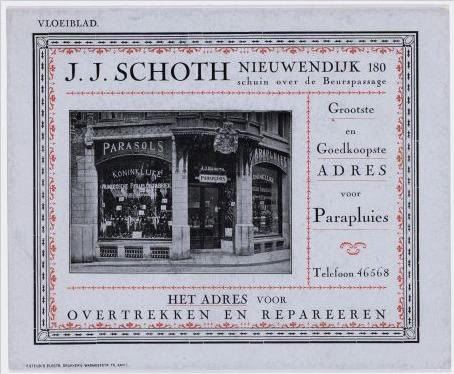 VLOEIBLAD.
J. J. SCHOTH NIEUWENDIJK 180
schuin over de Beurspassage
PARASOLS
KONINKLIJKE
PARAPLUIES
Grootste
en
Goedkoopste
ADRES
voor
Parapluies
Telefoon 46568
HET ADRES VOOR
OVERTREKKEN EN REPAREEREN